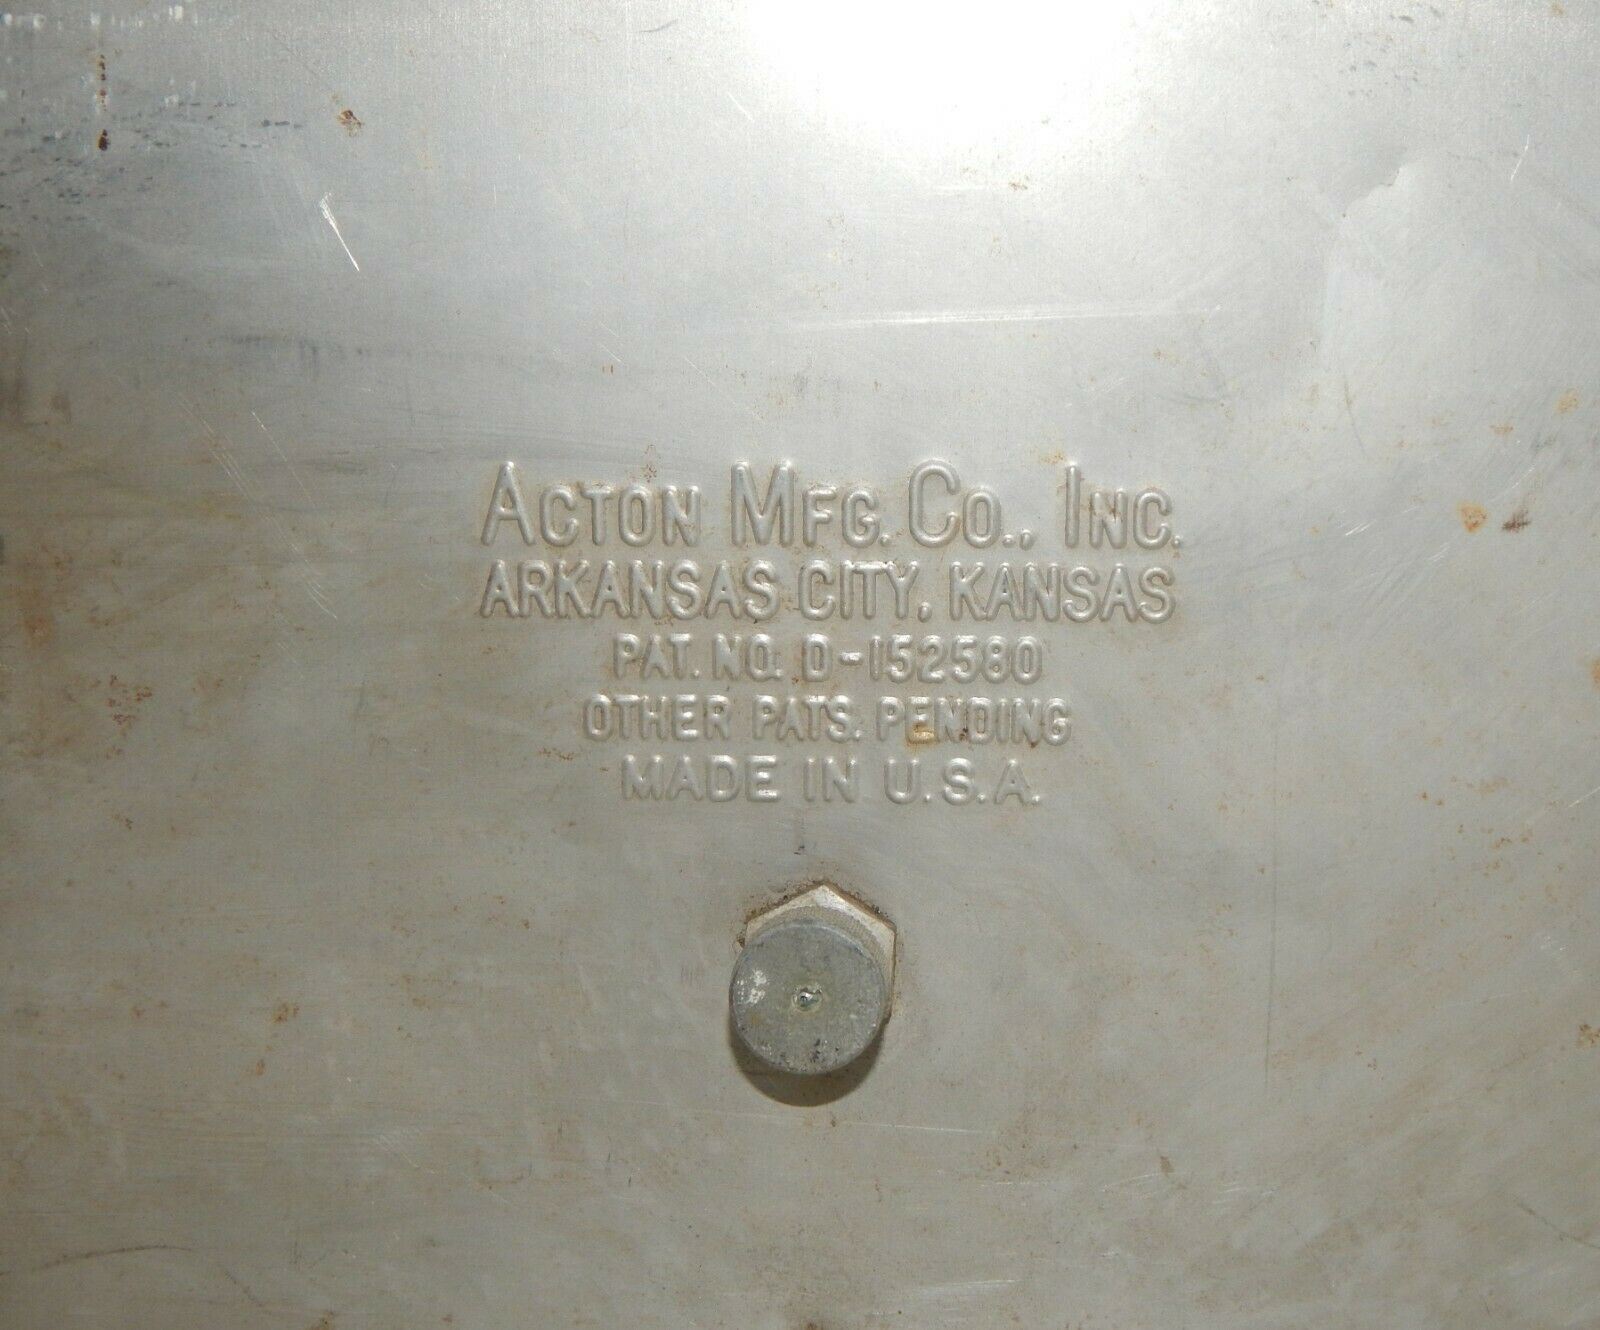 ACTON MFG. CO., INC.
ARKANSAS CITY, KANSAS
PAT. NO. D-152580
OTHER PATS. PENDING
MADE IN U.S.A.